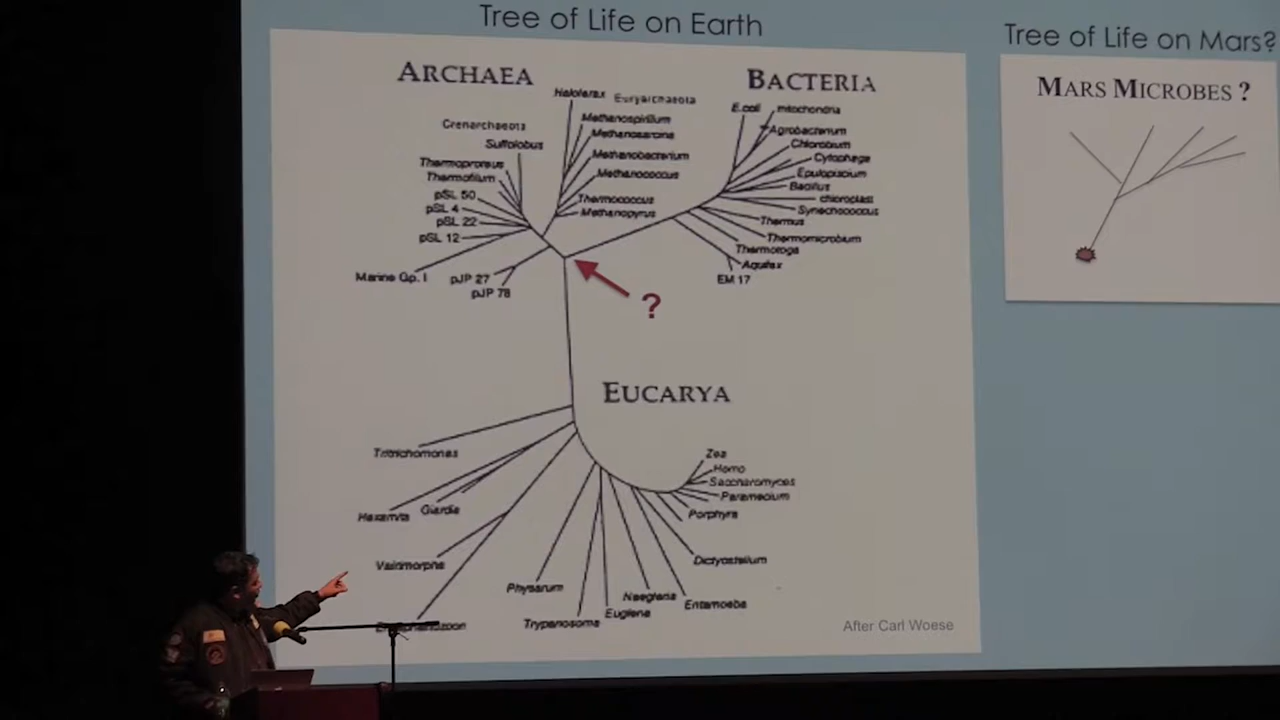 Tree of Life on Earth
Tree of Life on Mars?
ARCHAEA
BACTERIA
MARS MICROBES ?
Haloferax
Euryarchaeota
Crenarchaeota
Sulfolobus
Methanospirillum
Methanosarcina
Methanobacterium
Methanococcus
Thermoproteus
Thermofilum
pSL 50
pSL 4
pSL 22
pSL 12
Thermococcus
Methanopyrus
Marine Gp. I
pJP 27
pJP 78
E.coli
mitochondria
Agrobacterium
Chlorobium
Cytophaga
Epulopiscium
Bacillus
chloroplast
Synechococcus
Thermus
Thermomicrobium
Thermotoga
Aquifex
EM 17
?
EUCARYA
Tritrichomonas
Zea
Homo
Saccharomyces
Paramecium
Porphyra
Hexamita
Giardia
Vairimorpha
Dictyostelium
Physarum
Naegleria
Entamoeba
Euglena
Trypanosoma
After Carl Woese